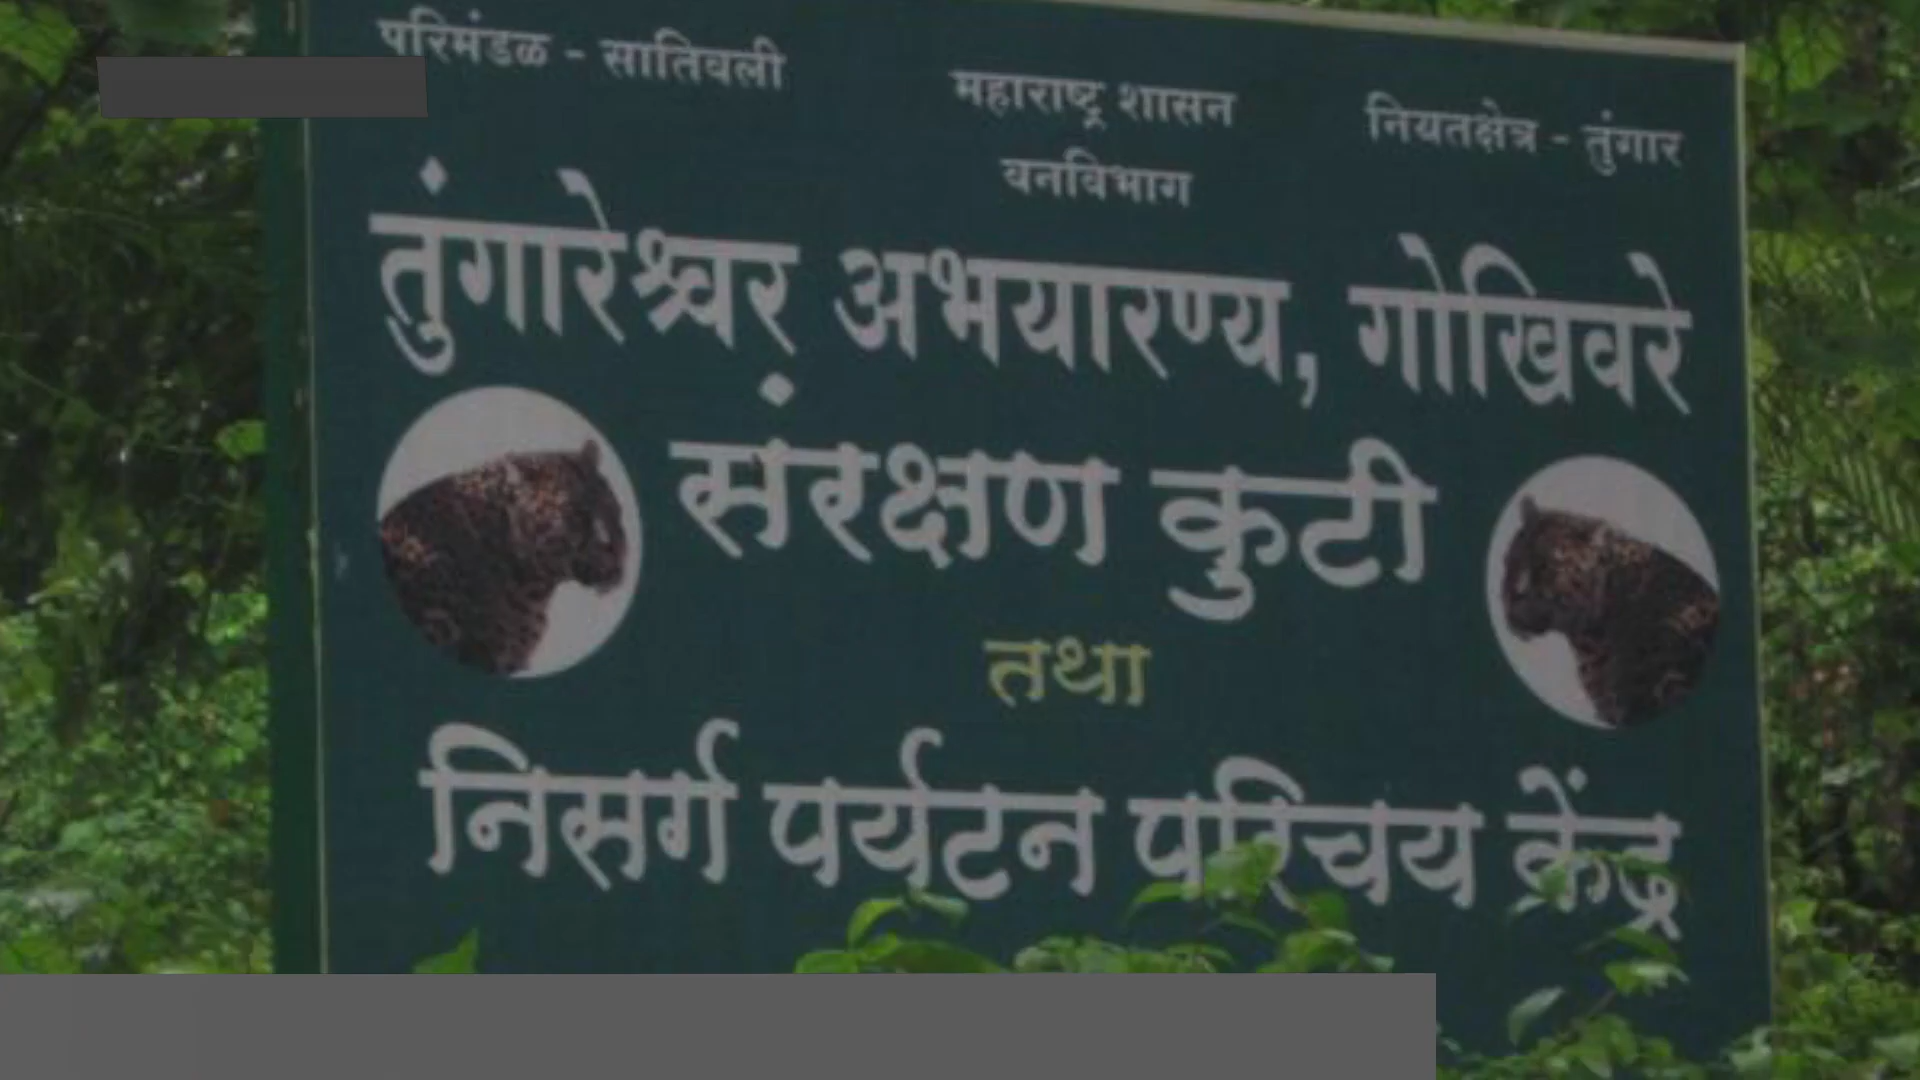 परिमंडळ - सातिवली
महाराष्ट्र शासन
नियतक्षेत्र - तुंगार
वनविभाग
तुंगारेश्वर अभयारण्य, गोखिवरे
संरक्षण कुटी
तथा
निसर्ग पर्यटन परिचय केंद्र